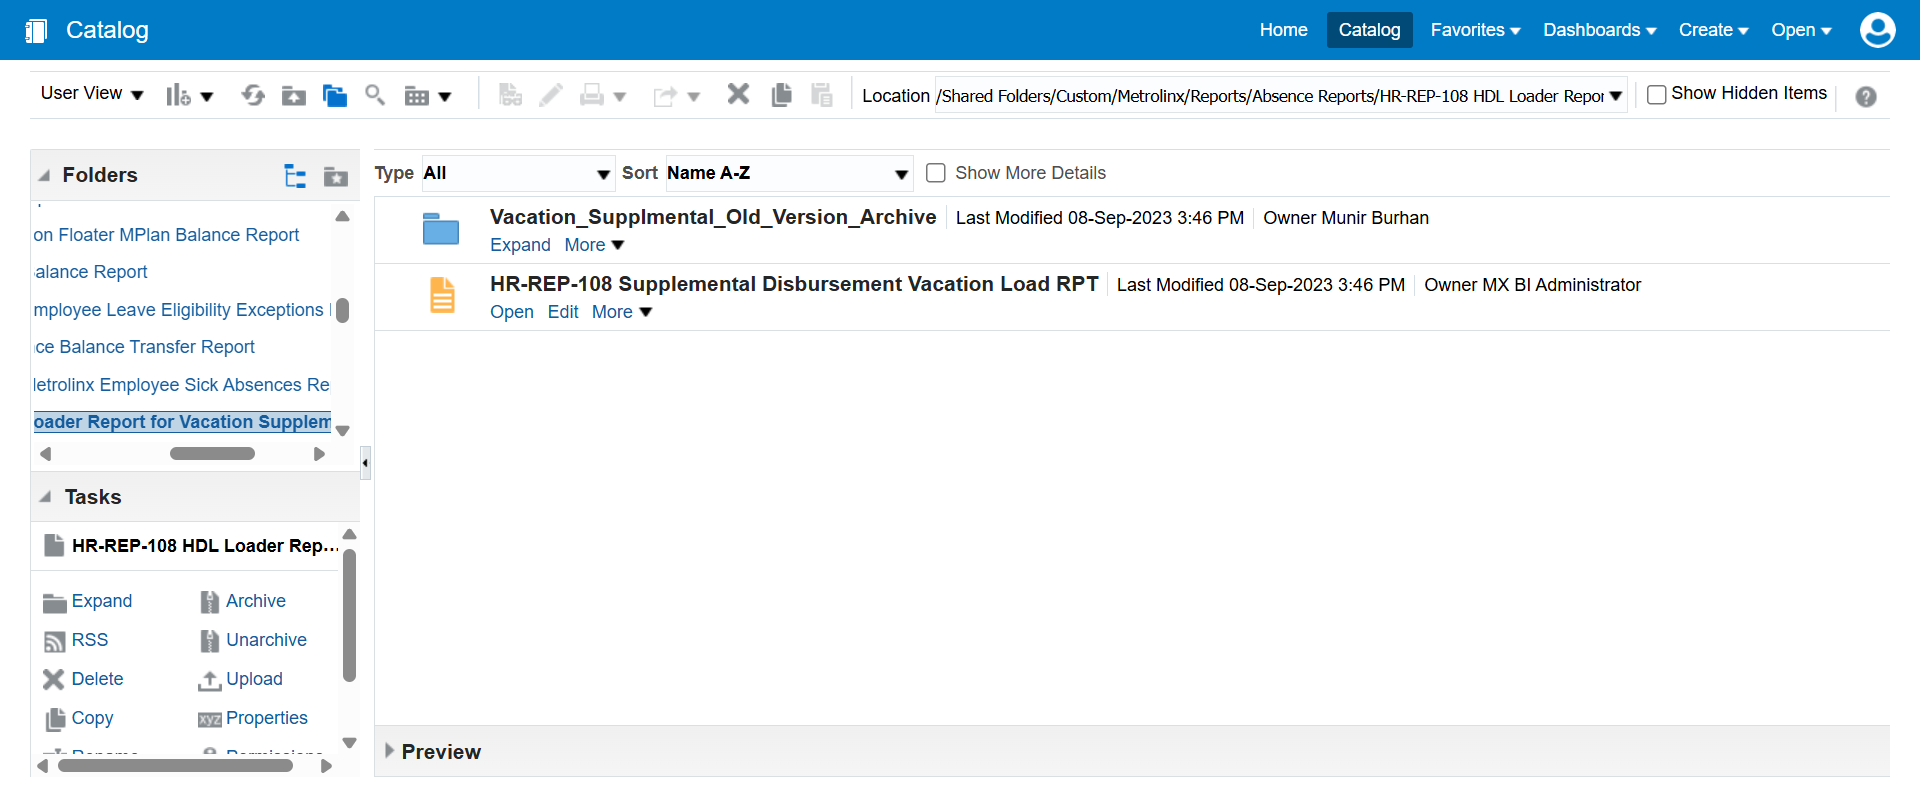 Catalog
Home Catalog Favorites Dashboards Create Open
User View
Location /Shared Folders/Custom/Metrolinx/Reports/Absence Reports/HR-REP-108 HDL Loader Repor
Show Hidden Items
Folders
on Floater MPlan Balance Report
alance Report
mployee Leave Eligibility Exceptions
ce Balance Transfer Report
etrolinx Employee Sick Absences Re
oader Report for Vacation Supplem
Tasks
HR-REP-108 HDL Loader Rep...
Expand Archive
RSS Unarchive
Delete Upload
Copy xyz Properties
Rename Permissions
Type All Sort Name A-Z Show More Details
Vacation_Supplmental_Old_Version_Archive Last Modified 08-Sep-2023 3:46 PM Owner Munir Burhan
Expand More
HR-REP-108 Supplemental Disbursement Vacation Load RPT Last Modified 08-Sep-2023 3:46 PM Owner MX BI Administrator
Open Edit More
Preview